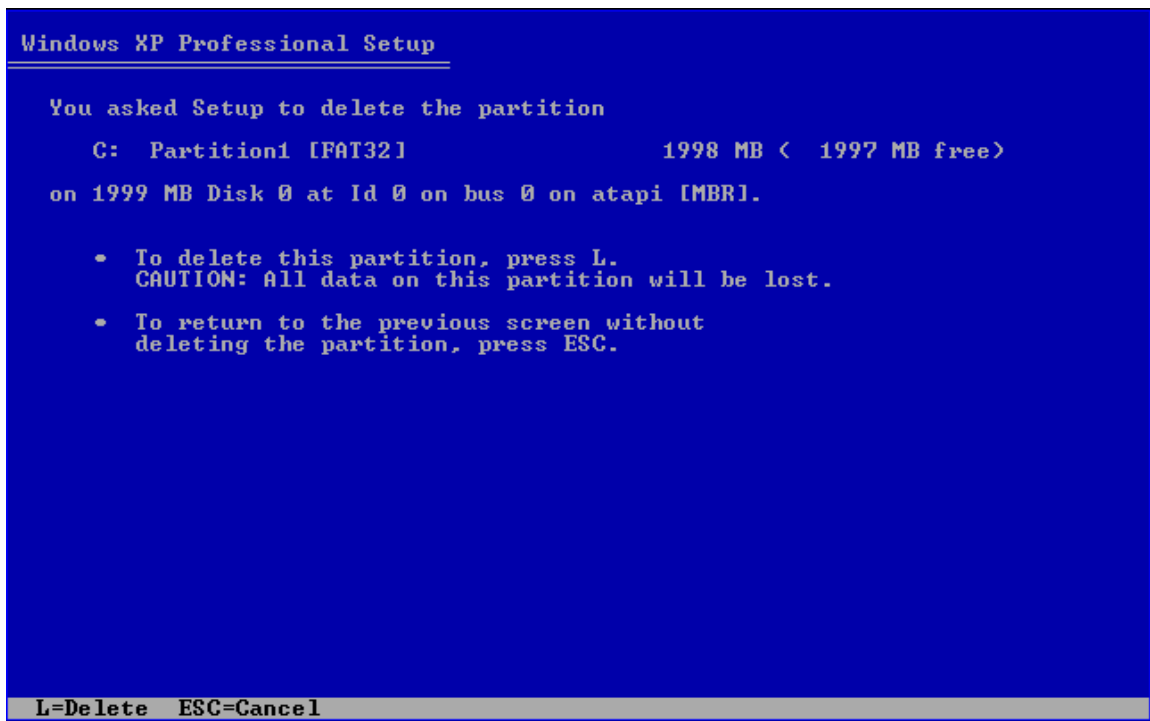 Windows XP Professional Setup
You asked Setup to delete the partition
C: Partition1 [FAT32] 1998 MB ( 1997 MB free)
on 1999 MB Disk 0 at Id 0 on bus 0 on atapi [MBR].
• To delete this partition, press L.
CAUTION: All data on this partition will be lost.
• To return to the previous screen without
deleting the partition, press ESC.
L=Delete ESC=Cancel